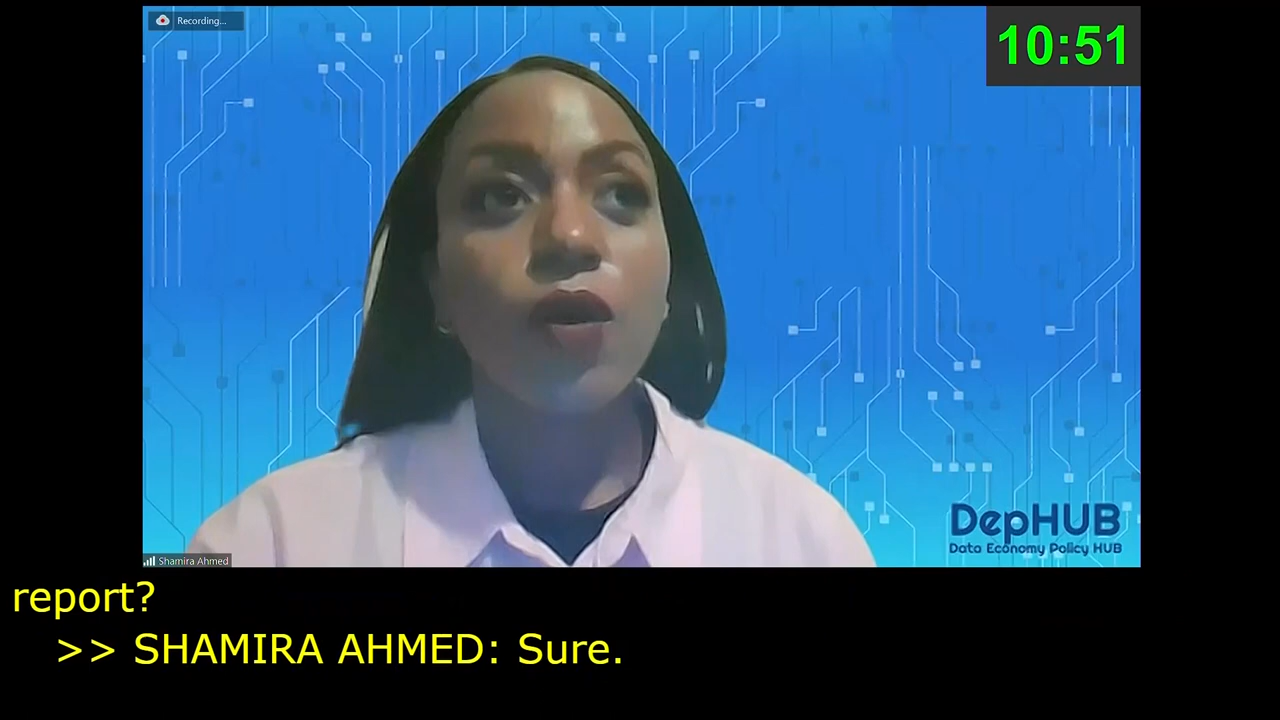 Recording...
10:51
DepHUB
Data Economy Policy HUB
Shamira Ahmed
report?
>> SHAMIRA AHMED: Sure.